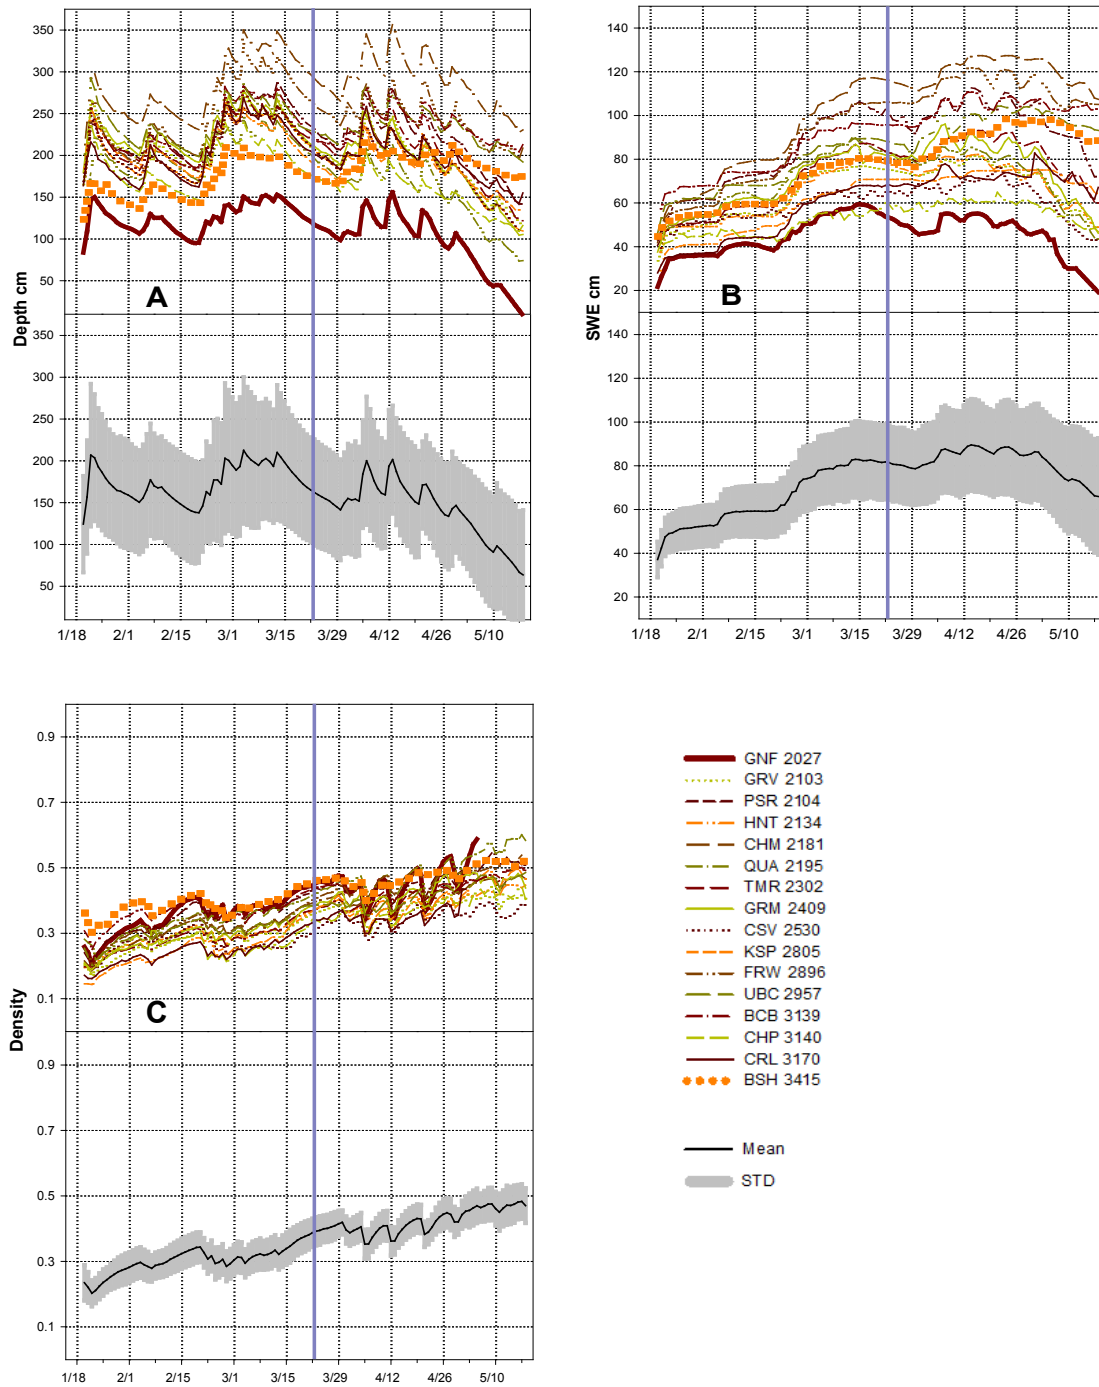 350
300
250
200
150
100
50
A
Depth cm
350
300
250
200
150
100
50
1/18 2/1 2/15 3/1 3/15 3/29 4/12 4/26 5/10
140
120
100
80
60
40
20
B
SWE cm
140
120
100
80
60
40
20
1/18 2/1 2/15 3/1 3/15 3/29 4/12 4/26 5/10
0.9
0.7
0.5
0.3
0.1
C
Density
0.9
0.7
0.5
0.3
0.1
1/18 2/1 2/15 3/1 3/15 3/29 4/12 4/26 5/10
GNF 2027
GRV 2103
PSR 2104
HNT 2134
CHM 2181
QUA 2195
TMR 2302
GRM 2409
CSV 2530
KSP 2805
FRW 2896
UBC 2957
BCB 3139
CHP 3140
CRL 3170
BSH 3415
Mean
STD